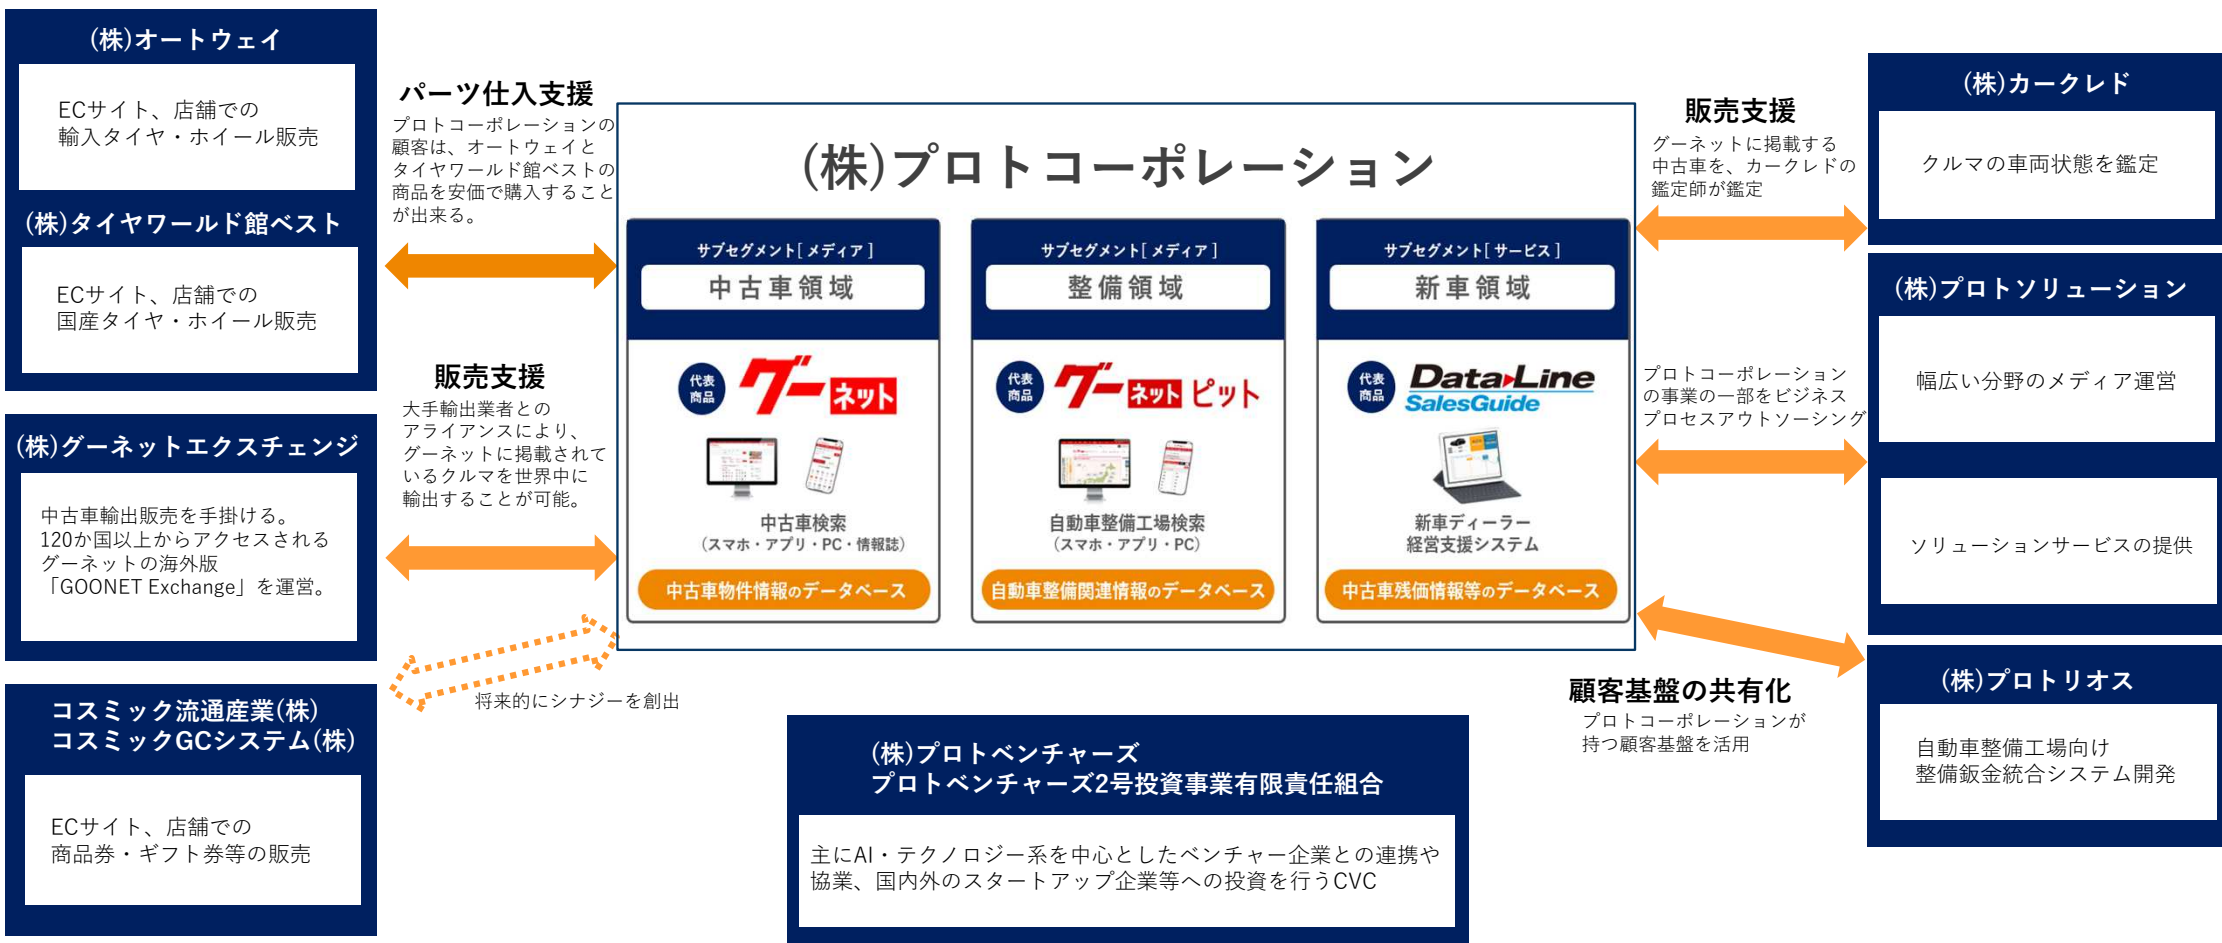 (株)オートウェイ
ECサイト、店舗での
輸入タイヤ・ホイール販売
(株)タイヤワールド館ベスト
ECサイト、店舗での
国産タイヤ・ホイール販売
(株)グーネットエクスチェンジ
中古車輸出販売を手掛ける。
120か国以上からアクセスされる
グーネットの海外版
「GOONET Exchange」を運営。
コスミック流通産業(株)
コスミックGCシステム(株)
ECサイト、店舗での
商品券・ギフト券等の販売
パーツ仕入支援
プロトコーポレーションの
顧客は、オートウェイと
タイヤワールド館ベストの
商品を安価で購入すること
が出来る。
販売支援
大手輸出業者との
アライアンスにより、
グーネットに掲載されて
いるクルマを世界中に
輸出することが可能。
将来的にシナジーを創出
(株)プロトコーポレーション
サブセグメント[メディア]
中古車領域
代表
商品
グーネット
中古車検索
(スマホ・アプリ・PC・情報誌)
中古車物件情報のデータベース
サブセグメント[メディア]
整備領域
代表
商品
グーネットピット
自動車整備工場検索
(スマホ・アプリ・PC)
自動車整備関連情報のデータベース
サブセグメント[サービス]
新車領域
代表
商品
DataLine
SalesGuide
新車ディーラー
経営支援システム
中古車残価情報等のデータベース
(株)プロトベンチャーズ
プロトベンチャーズ2号投資事業有限責任組合
主にAI・テクノロジー系を中心としたベンチャー企業との連携や
協業、国内外のスタートアップ企業等への投資を行うCVC
販売支援
グーネットに掲載する
中古車を、カークレドの
鑑定師が鑑定
プロトコーポレーション
の事業の一部をビジネス
プロセスアウトソーシング
顧客基盤の共有化
プロトコーポレーションが
持つ顧客基盤を活用
(株)カークレド
クルマの車両状態を鑑定
(株)プロトソリューション
幅広い分野のメディア運営
ソリューションサービスの提供
(株)プロトリオス
自動車整備工場向け
整備鈑金統合システム開発